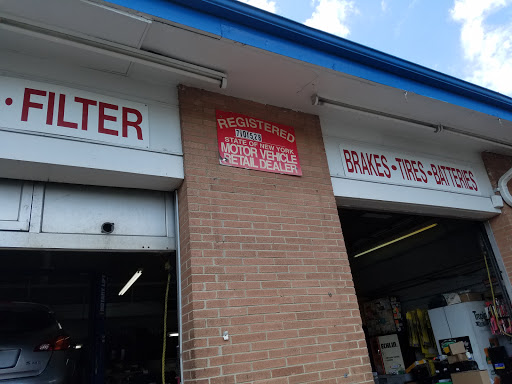 · FILTER
REGISTERED
STATE OF NEW YORK
MOTOR VEHICLE
RETAIL DEALER
BRAKES - TIRES - BATTERIES